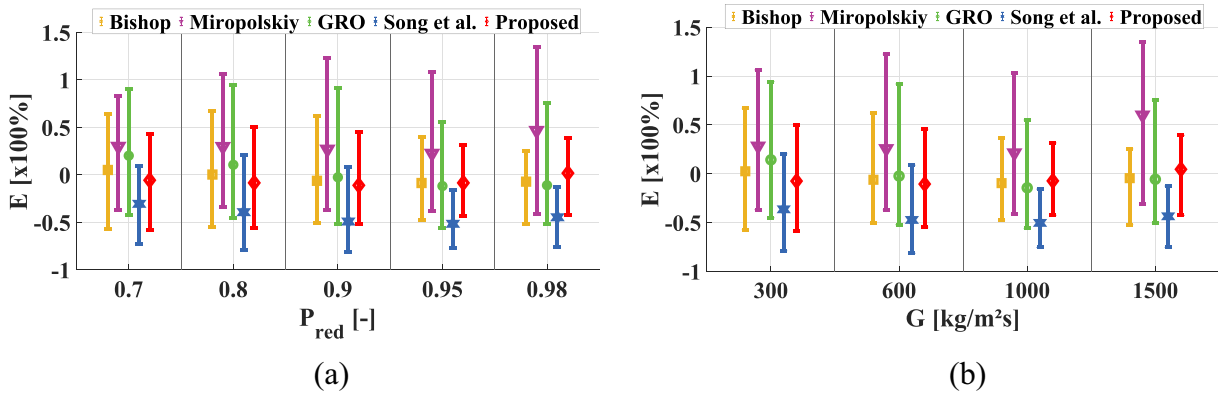 Bishop Miropolskiy GRO Song et al. Proposed
1.5
1
0.5
0
-0.5
-1
E [x100%]
0.7 0.8 0.9 0.95 0.98
P_red [-]
(a)
Bishop Miropolskiy GRO Song et al. Proposed
1.5
1
0.5
0
-0.5
-1
E [x100%]
300 600 1000 1500
G [kg/m²s]
(b)